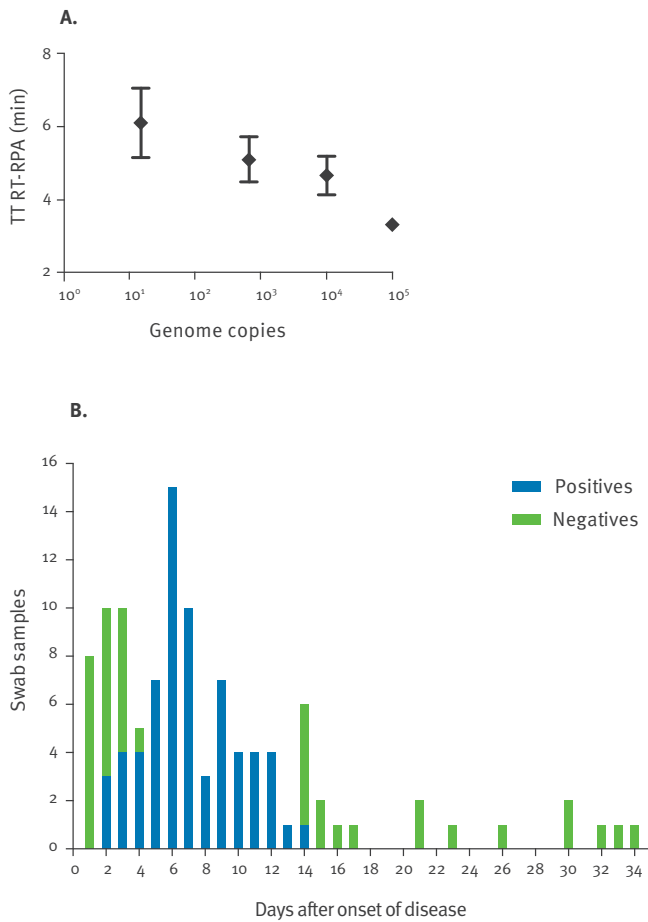 A.
TT RT-RPA (min)
8
6
4
2
10⁰ 10¹ 10² 10³ 10⁴ 10⁵
Genome copies
B.
Swab samples
16
14
12
10
8
6
4
2
0
Positives
Negatives
0 2 4 6 8 10 12 14 16 18 20 22 24 26 28 30 32 34
Days after onset of disease